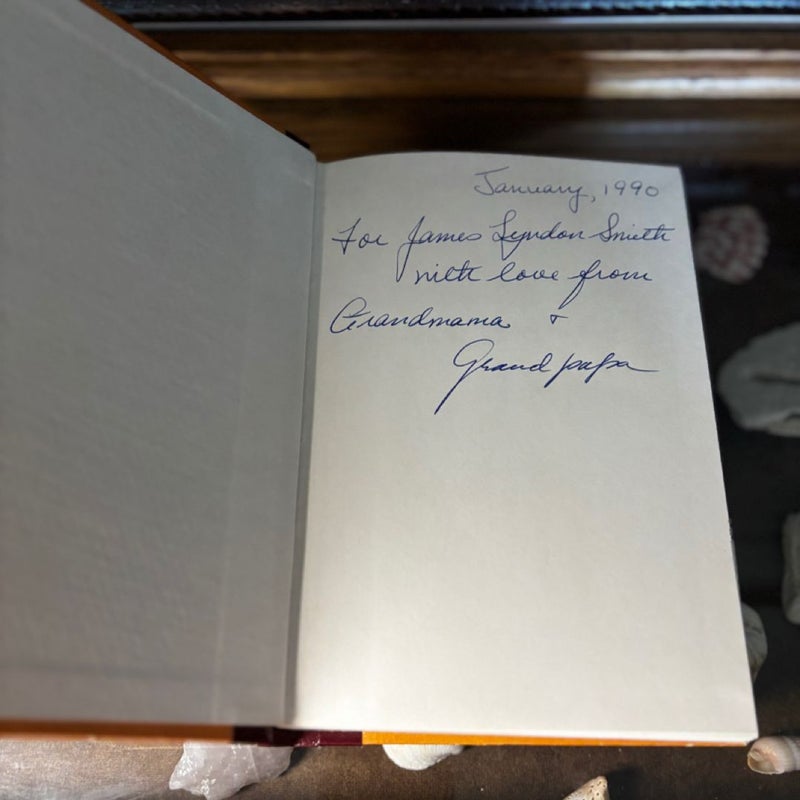 January, 1990
For James Lyndon Smith
with love from
Grandmama +
Grandpapa